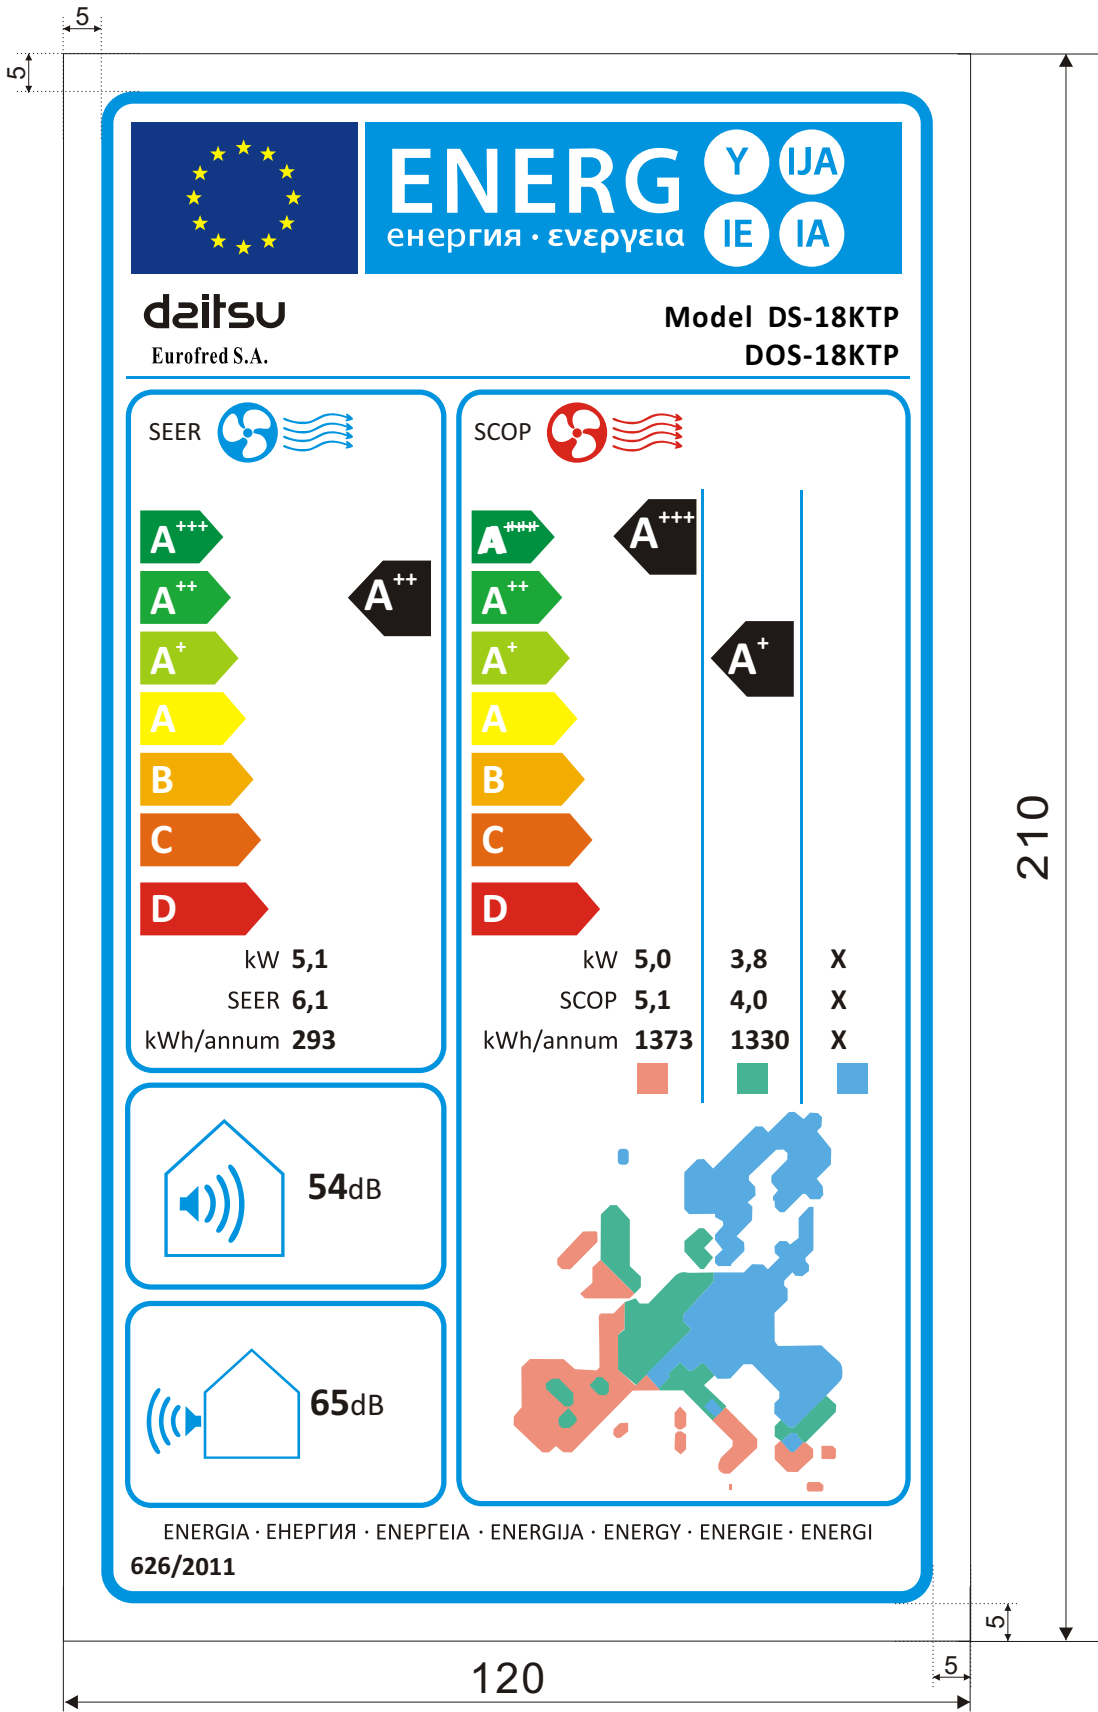 5
5
ENERG
Y IJA
IE IA
енергия · ενεργεια
daitsu
Eurofred S.A.
Model DS-18KTP
DOS-18KTP
SEER
A+++
A++
A+
A
B
C
D
A++
kW 5,1
SEER 6,1
kWh/annum 293
SCOP
A+++
A++
A+
A
B
C
D
A+++
A+
kW 5,0 3,8 X
SCOP 5,1 4,0 X
kWh/annum 1373 1330 X
54dB
65dB
ENERGIA · ЕНЕРГИЯ · ΕΝΕΡΓΕΙΑ · ENERGIJA · ENERGY · ENERGIE · ENERGI
626/2011
210
5
5
120